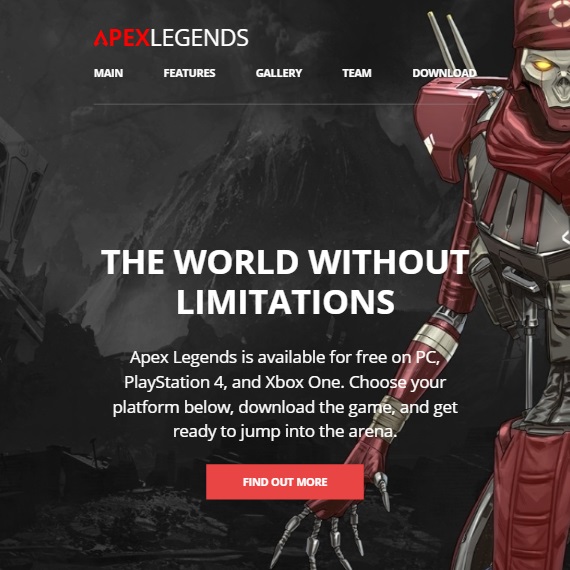 APEXLEGENDS
MAIN FEATURES GALLERY TEAM DOWNLOAD
THE WORLD WITHOUT
LIMITATIONS
Apex Legends is available for free on PC,
PlayStation 4, and Xbox One. Choose your
platform below, download the game, and get
ready to jump into the arena.
FIND OUT MORE